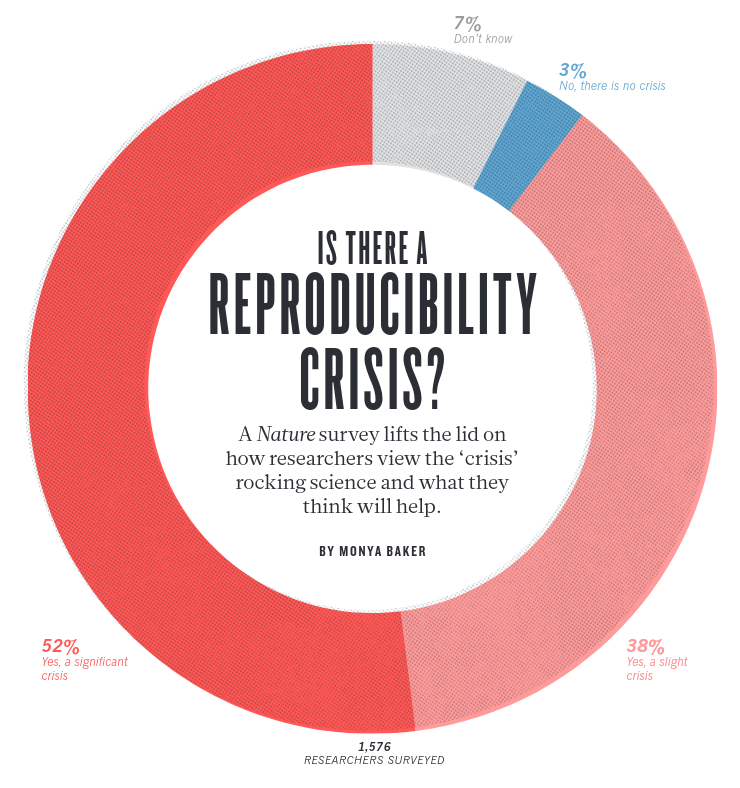 7%
Don't know
3%
No, there is no crisis
IS THERE A
REPRODUCIBILITY
CRISIS?
A Nature survey lifts the lid on
how researchers view the ‘crisis’
rocking science and what they
think will help.
BY MONYA BAKER
52%
Yes, a significant
crisis
38%
Yes, a slight
crisis
1,576
RESEARCHERS SURVEYED